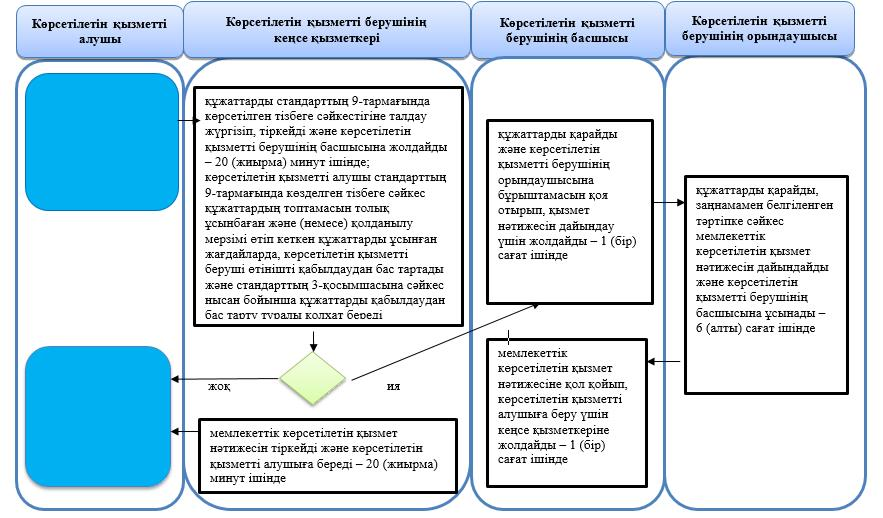 Көрсетілетін қызметті
алушы
Көрсетілетін қызметті берушінің
кеңсе қызметкері
Көрсетілетін қызметті
берушінің басшысы
Көрсетілетін қызметті
берушінің орындаушысы
құжаттарды стандарттың 9-тармағында
көрсетілген тізбеге сәйкестігіне талдау
жүргізіп, тіркейді және көрсетілетін
қызметті берушінің басшысына жолдайды
– 20 (жиырма) минут ішінде;
көрсетілетін қызметті алушы стандарттың
9-тармағында көзделген тізбеге сәйкес
құжаттардың топтамасын толық
ұсынбаған және (немесе) қолданылу
мерзімі өтіп кеткен құжаттарды ұсынған
жағдайларда, көрсетілетін қызметті
беруші өтінішті қабылдаудан бас тартады
және стандарттың 3-қосымшасына сәйкес
нысан бойынша құжаттарды қабылдаудан
бас тарту туралы қолхат береді
құжаттарды қарайды
және көрсетілетін
қызметті берушінің
орындаушысына
бұрыштамасын қоя
отырып, қызмет
нәтижесін дайындау
үшін жолдайды – 1 (бір)
сағат ішінде
құжаттарды қарайды,
заңнамамен белгіленген
тәртіпке сәйкес
мемлекеттік
көрсетілетін қызмет
нәтижесін дайындайды
және көрсетілетін
қызметті берушінің
басшысына ұсынады –
6 (алты) сағат ішінде
мемлекеттік
көрсетілетін қызмет
нәтижесіне қол қойып,
көрсетілетін қызметті
алушыға беру үшін
кеңсе қызметкеріне
жолдайды – 1 (бір)
сағат ішінде
жоқ
ия
мемлекеттік көрсетілетін қызмет
нәтижесін тіркейді және көрсетілетін
қызметті алушыға береді – 20 (жиырма)
минут ішінде